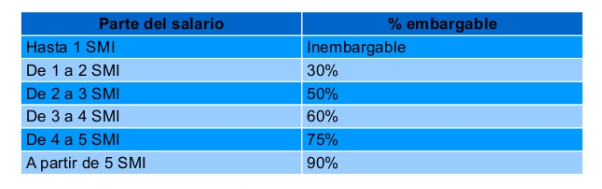 Parte del salario % embargable
Hasta 1 SMI Inembargable
De 1 a 2 SMI 30%
De 2 a 3 SMI 50%
De 3 a 4 SMI 60%
De 4 a 5 SMI 75%
A partir de 5 SMI 90%